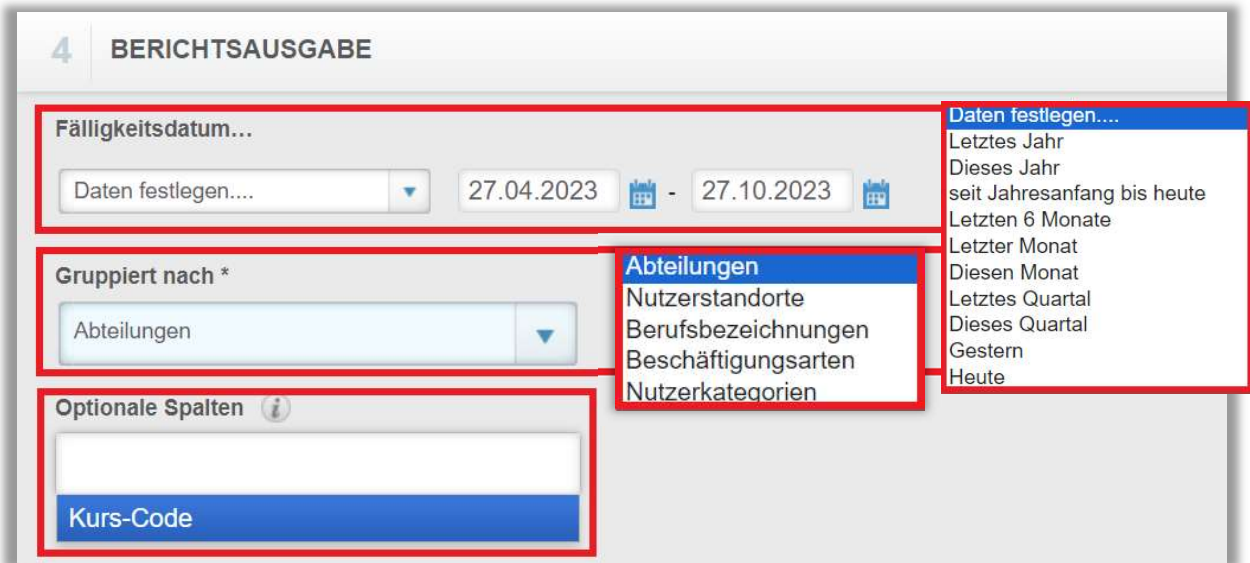 4 BERICHTSAUSGABE
Fälligkeitsdatum...
Daten festlegen.... 27.04.2023 - 27.10.2023
Daten festlegen....
Letztes Jahr
Dieses Jahr
seit Jahresanfang bis heute
Letzten 6 Monate
Letzter Monat
Diesen Monat
Letztes Quartal
Dieses Quartal
Gestern
Heute
Gruppiert nach *
Abteilungen
Abteilungen
Nutzerstandorte
Berufsbezeichnungen
Beschäftigungsarten
Nutzerkategorien
Optionale Spalten i
Kurs-Code